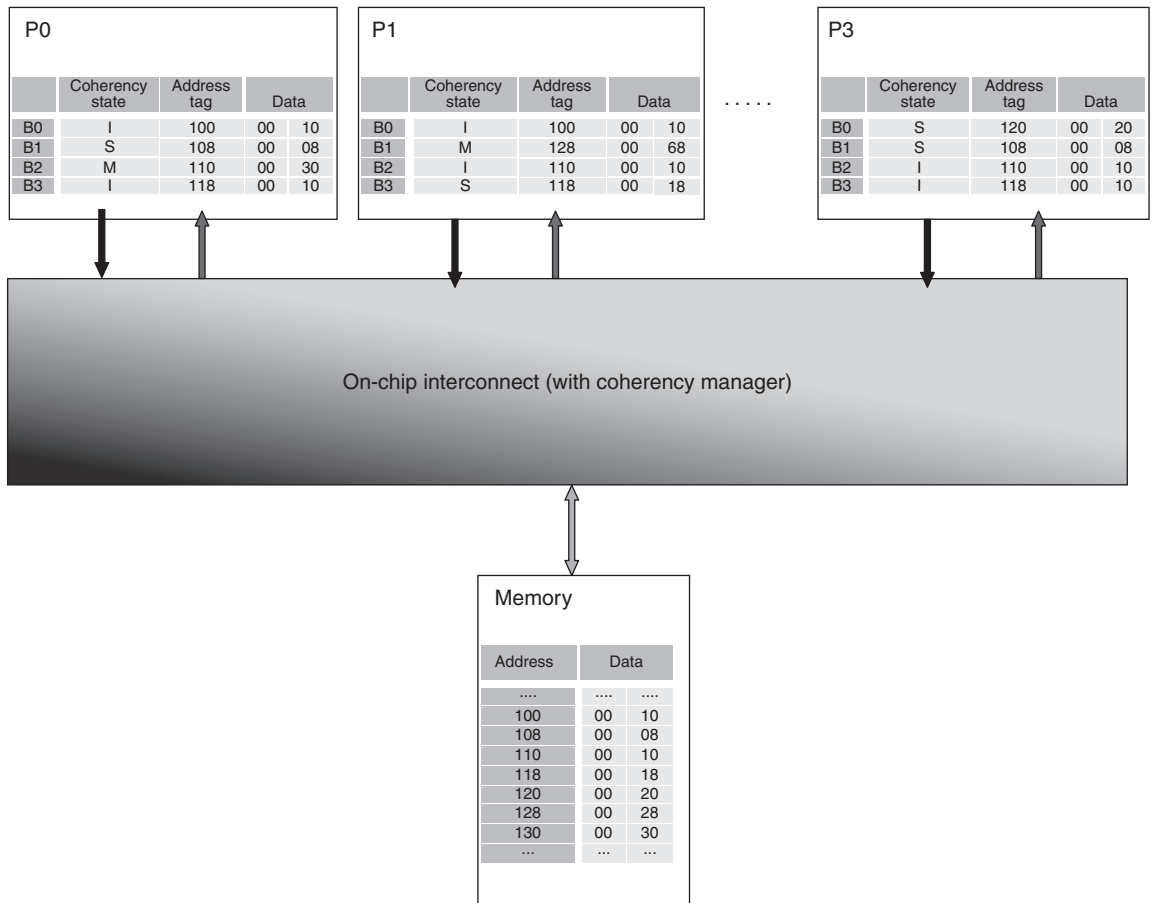 P0
Coherency state Address tag Data
B0 I 100 00 10
B1 S 108 00 08
B2 M 110 00 30
B3 I 118 00 10
P1
Coherency state Address tag Data
B0 I 100 00 10
B1 M 128 00 68
B2 I 110 00 10
B3 S 118 00 18
.....
P3
Coherency state Address tag Data
B0 S 120 00 20
B1 S 108 00 08
B2 I 110 00 10
B3 I 118 00 10
On-chip interconnect (with coherency manager)
Memory
Address Data
.... .... ....
100 00 10
108 00 08
110 00 10
118 00 18
120 00 20
128 00 28
130 00 30
... ... ...